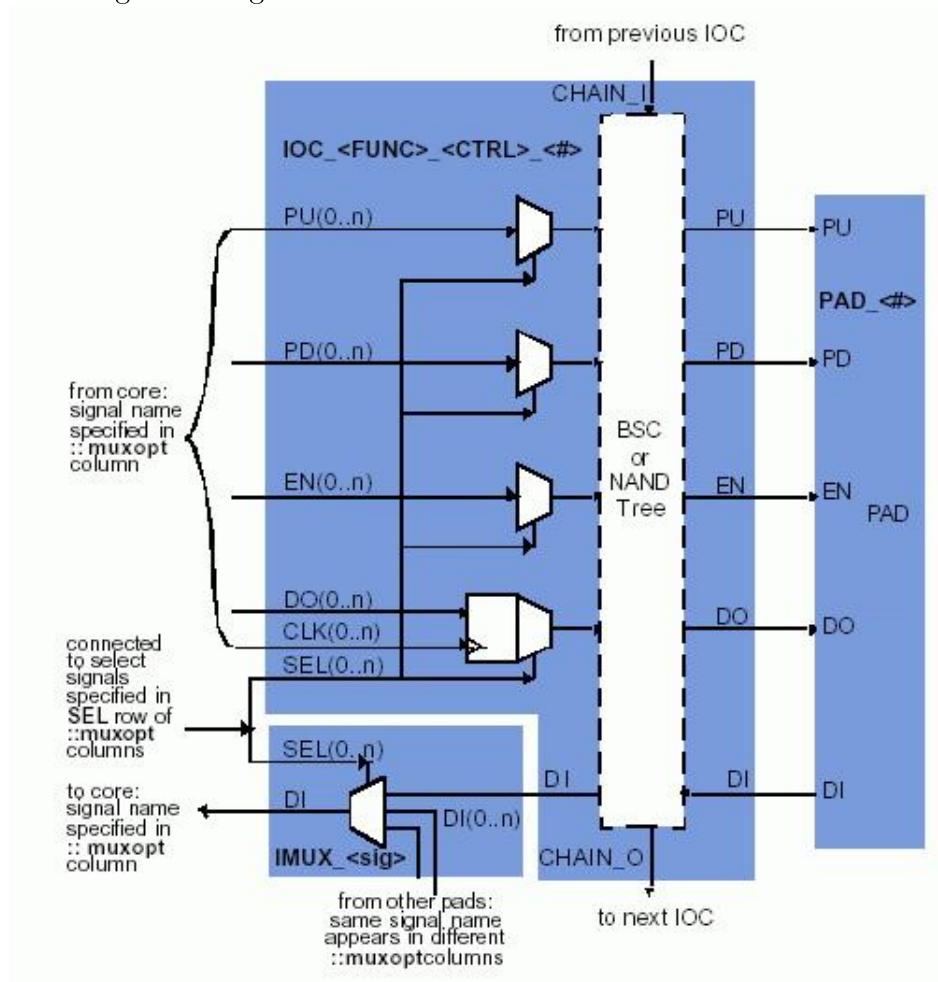 from previous IOC
CHAIN_I
IOC_<FUNC>_<CTRL>_<#>
PU(0..n)
PU
PU
PAD_<#>
PD(0..n)
PD
PD
from core:
signal name
specified in
:: muxopt
column
BSC
or
NAND
Tree
EN(0..n)
EN
EN
PAD
DO(0..n)
DO
DO
CLK(0..n)
SEL(0..n)
connected
to select
signals
specified in
SEL row of
::muxopt
columns
SEL(0..n)
DI
DI
DI
to core:
signal name
specified in
:: muxopt
column
DI
DI(0..n)
IMUX_<sig>
CHAIN_O
from other pads:
same signal name
appears in different
::muxoptcolumns
to next IOC